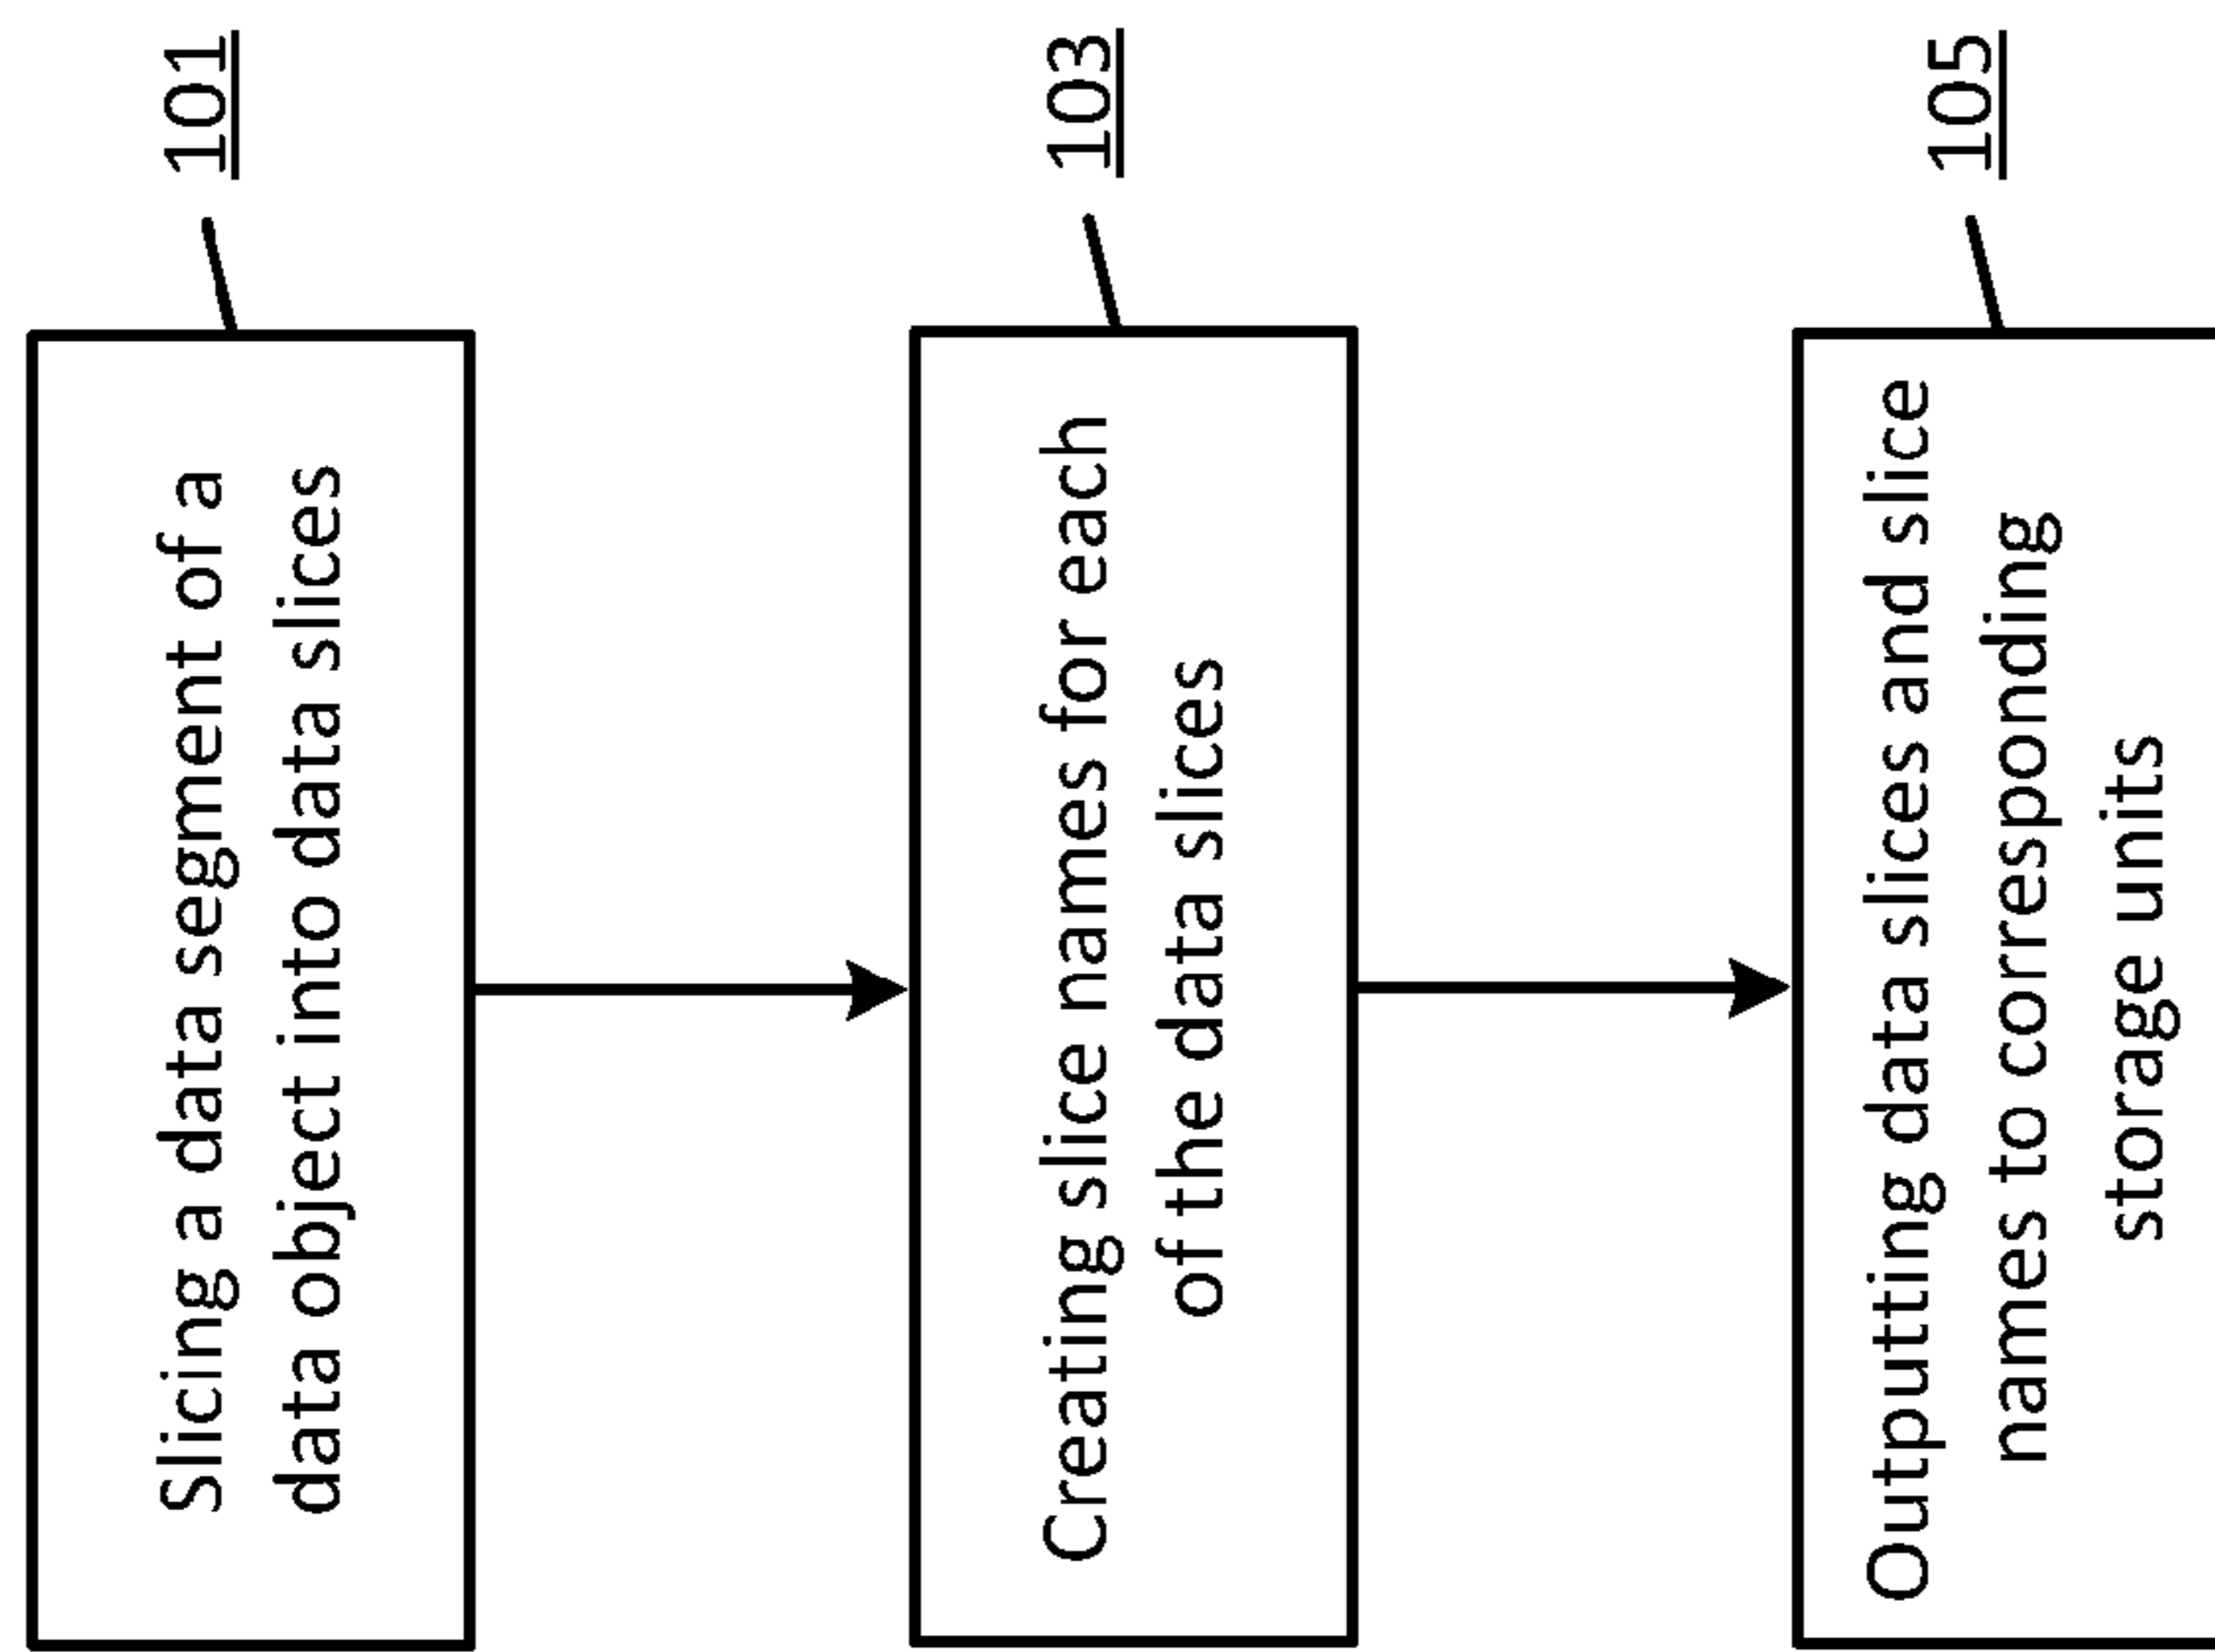 101
Slicing a data segment of a
data object into data slices
103
Creating slice names for each
of the data slices
105
Outputting data slices and slice
names to corresponding
storage units